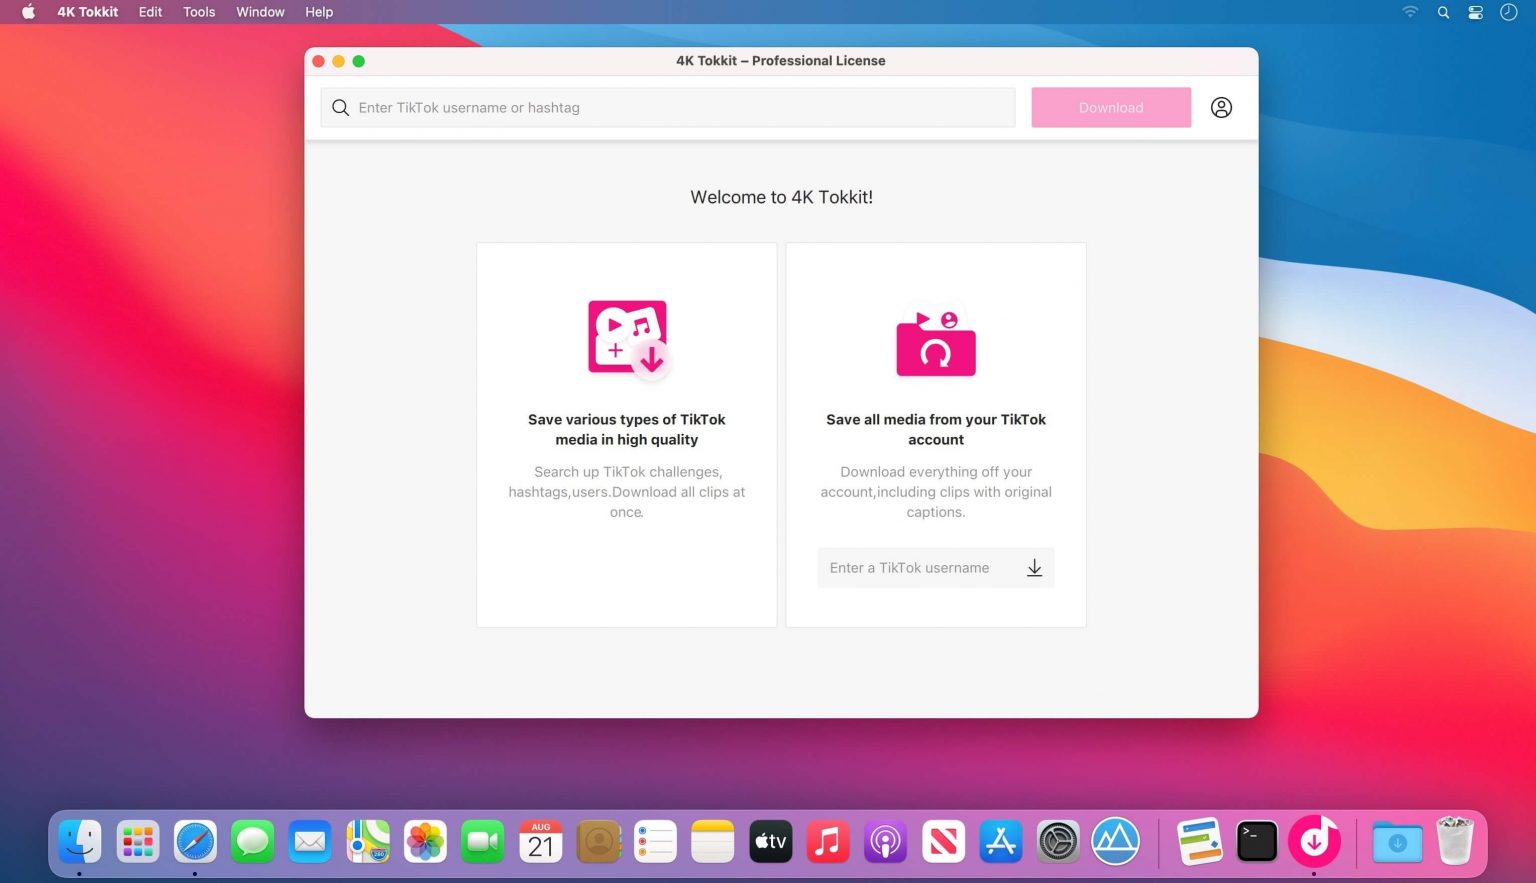 4K Tokkit Edit Tools Window Help
4K Tokkit – Professional License
Enter TikTok username or hashtag
Download
Welcome to 4K Tokkit!
Save various types of TikTok
media in high quality
Search up TikTok challenges,
hashtags,users.Download all clips at
once.
Save all media from your TikTok
account
Download everything off your
account,including clips with original
captions.
Enter a TikTok username
AUG
21
tv
>_